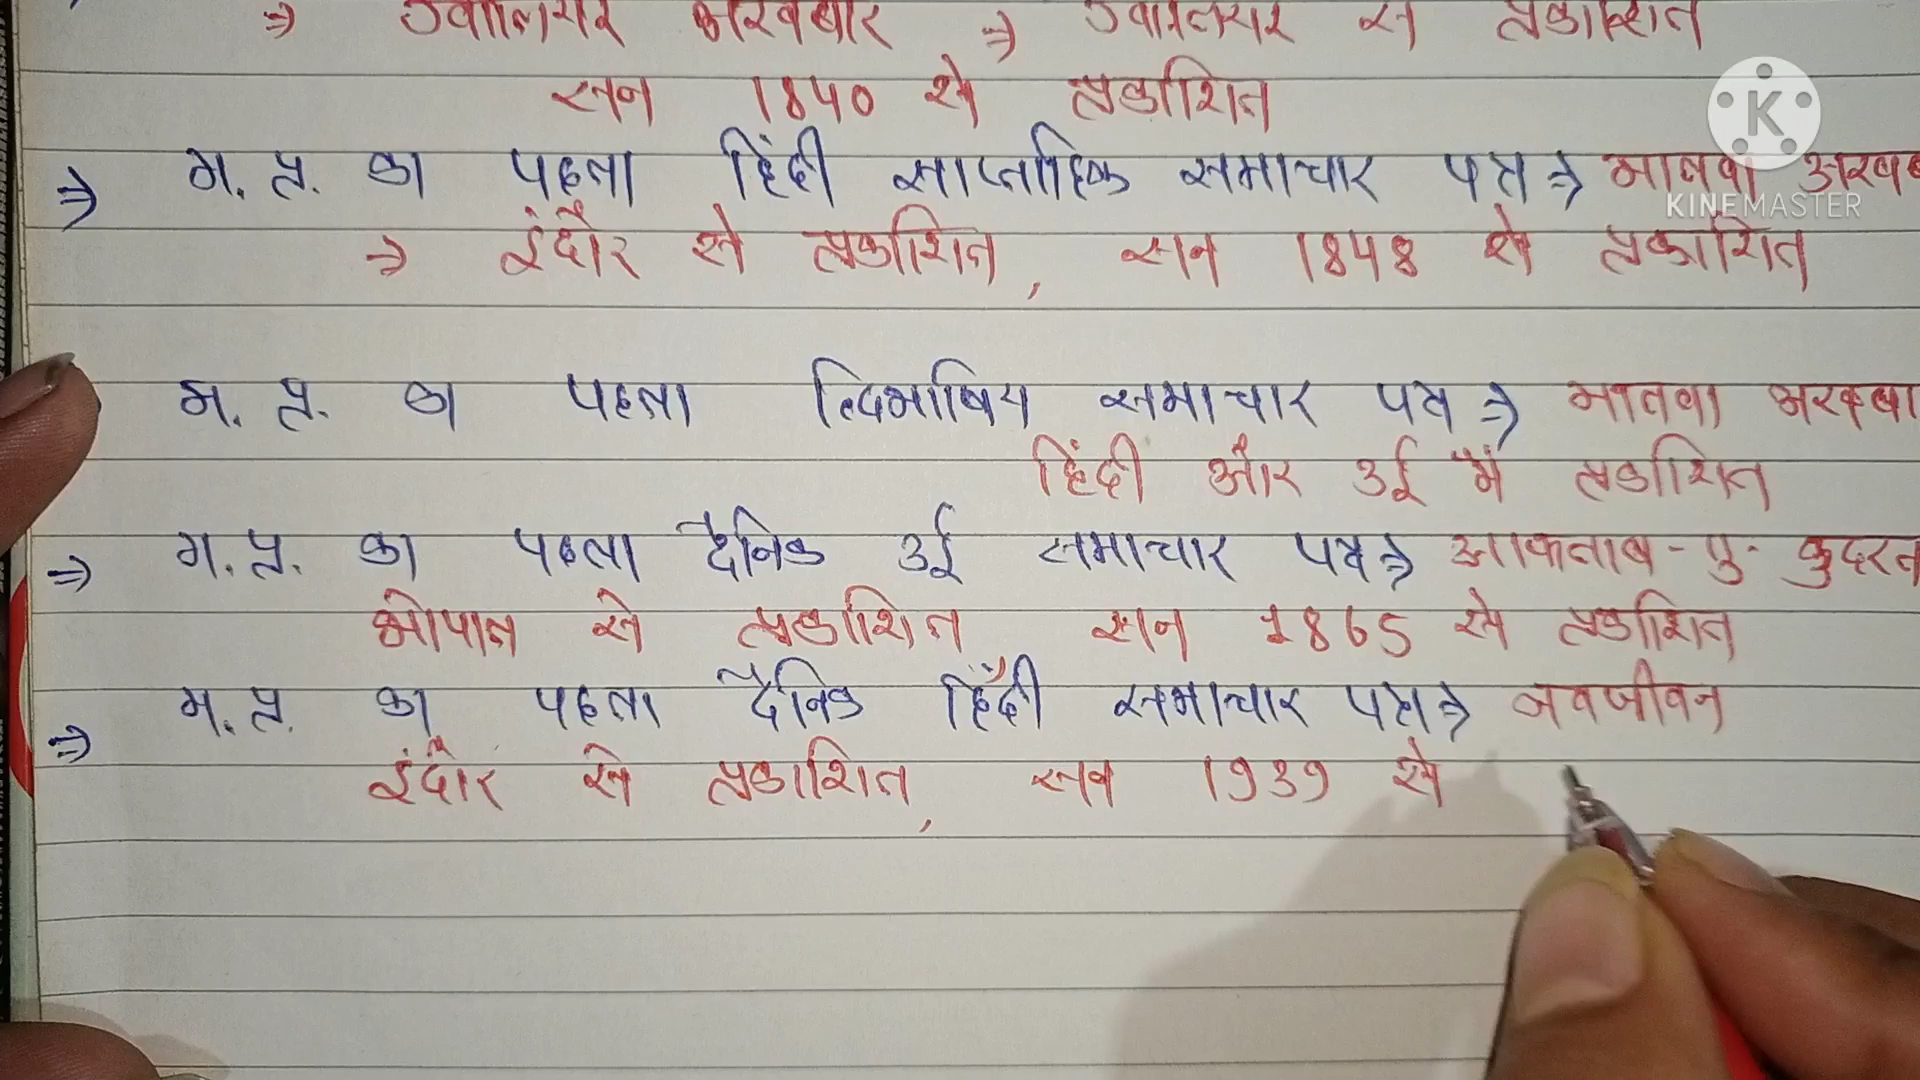 ⇒ ग्वालियर अखबार ⇒ ग्वालियर से प्रकाशित
सन 1840 से प्रकाशित
⇒ म. प्र. का पहला हिंदी साप्ताहिक समाचार पत्र ⇒ मालवा अखब
⇒ इंदौर से प्रकाशित, सन 1848 से प्रकाशित
म. प्र. का पहला द्विभाषिय समाचार पत्र ⇒ मालवा अखबा
हिंदी और उर्दू में प्रकाशित
⇒ म. प्र. का पहला दैनिक उर्दू समाचार पत्र ⇒ आफताब - ए - कुदरत
भोपाल से प्रकाशित सन 1865 से प्रकाशित
⇒ म. प्र. का पहला दैनिक हिंदी समाचार पत्र ⇒ नवजीवन
इंदौर से प्रकाशित, सन 1939 से
K
KINEMASTER